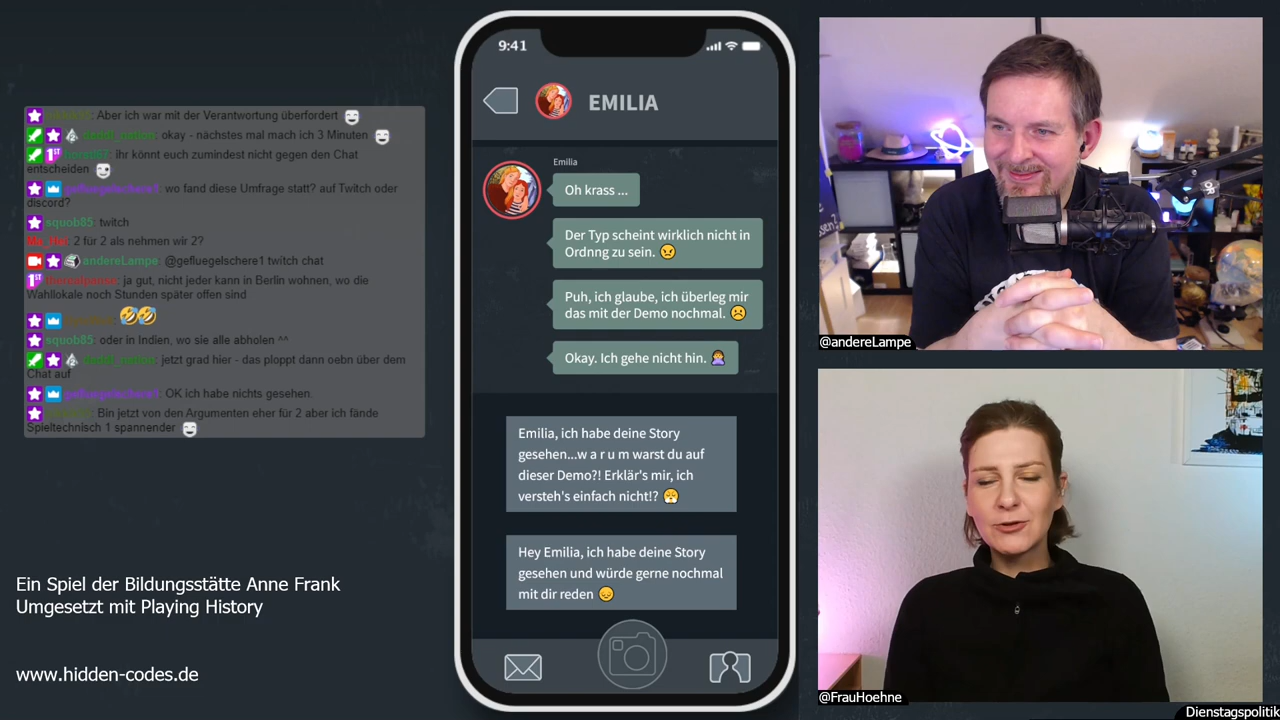 : Aber ich war mit der Verantwortung überfordert
: okay - nächstes mal mach ich 3 Minuten
: ihr könnt euch zumindest nicht gegen den Chat
entscheiden
gefluegelschere1: wo fand diese Umfrage statt? auf Twitch oder
discord?
squob85: twitch
: 2 für 2 als nehmen wir 2?
andereLampe: @gefluegelschere1 twitch chat
: ja gut, nicht jeder kann in Berlin wohnen, wo die
Wahllokale noch Stunden später offen sind
squob85: oder in Indien, wo sie alle abholen ^^
: jetzt grad hier - das ploppt dann oebn über dem
Chat auf
gefluegelschere1: OK ich habe nichts gesehen.
: Bin jetzt von den Argumenten eher für 2 aber ich fände
Spieltechnisch 1 spannender
Ein Spiel der Bildungsstätte Anne Frank
Umgesetzt mit Playing History
www.hidden-codes.de
9:41
EMILIA
Emilia
Oh krass ...
Der Typ scheint wirklich nicht in
Ordnng zu sein. 😠
Puh, ich glaube, ich überleg mir
das mit der Demo nochmal. ☹️
Okay. Ich gehe nicht hin. 🙅‍♀️
Emilia, ich habe deine Story
gesehen...w a r u m warst du auf
dieser Demo?! Erklär's mir, ich
versteh's einfach nicht!? 😤
Hey Emilia, ich habe deine Story
gesehen und würde gerne nochmal
mit dir reden 😞
@andereLampe
@FrauHoehne
Dienstagspolitik